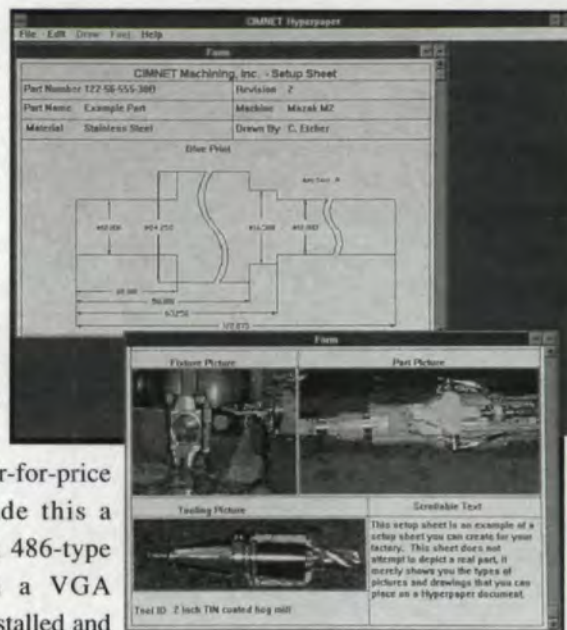 CIMNET Hyperpaper
File Edit Draw Font Help
Form
CIMNET Machining, Inc. - Setup Sheet
Part Number 122-56-555-
Revision 2
Part Name Example Part
Machine Mazak M2
Material Stainless Steel
Drawn By C. Etcher
Blue Print
Form
Fixture Picture
Part Picture
Tooling Picture
Scrollable Text
This setup sheet is an example of a
setup sheet you can create for your
factory. This sheet does not
attempt to depict a real part, it
merely shows you the types of
pictures and drawings that you can
place on a Hyperpaper document.
Tool ID 2 Inch TIN coated hog mill
r-for-price
de this a
486-type
a VGA
stalled and